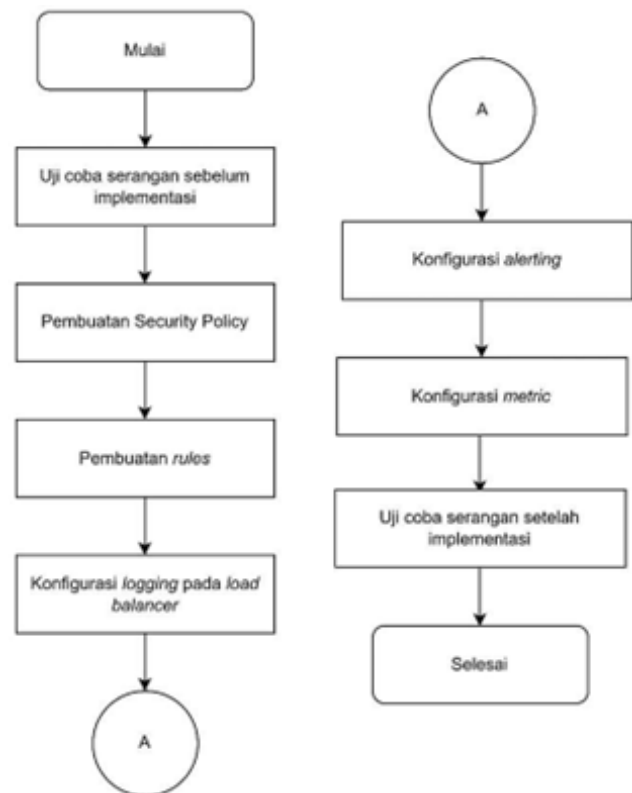 Mulai
Uji coba serangan sebelum
implementasi
Pembuatan Security Policy
Pembuatan rules
Konfigurasi logging pada load
balancer
A
A
Konfigurasi alerting
Konfigurasi metric
Uji coba serangan setelah
implementasi
Selesai